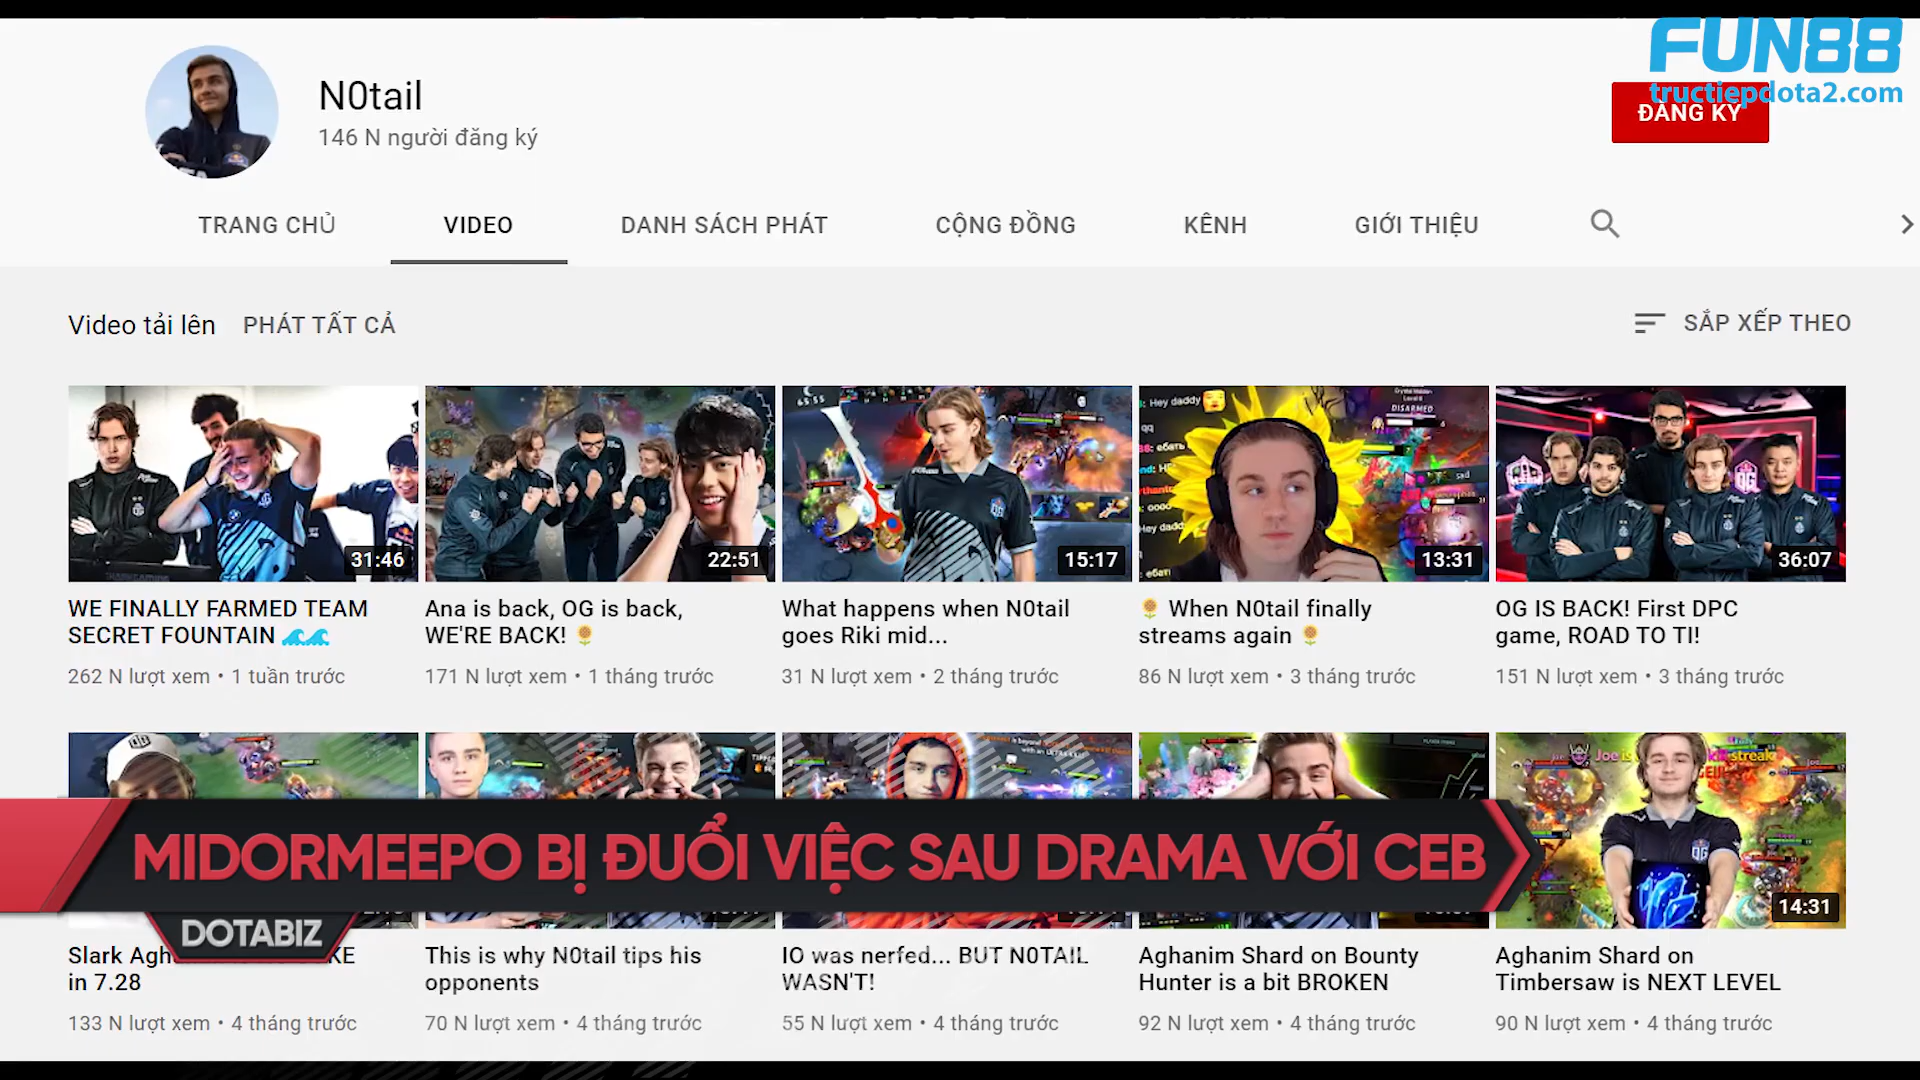 FUN88
tructiepdota2.com
N0tail
146 N người đăng ký
ĐĂNG KÝ
TRANG CHỦ
VIDEO
DANH SÁCH PHÁT
CỘNG ĐỒNG
KÊNH
GIỚI THIỆU
Video tải lên
PHÁT TẤT CẢ
SẮP XẾP THEO
31:46
22:51
15:17
Hey daddy
qq
DISARMED
13:31
36:07
WE FINALLY FARMED TEAM
SECRET FOUNTAIN 🌊🌊
262 N lượt xem • 1 tuần trước
Ana is back, OG is back,
WE'RE BACK! 🌻
171 N lượt xem • 1 tháng trước
What happens when N0tail
goes Riki mid...
31 N lượt xem • 2 tháng trước
🌻 When N0tail finally
streams again 🌻
86 N lượt xem • 3 tháng trước
OG IS BACK! First DPC
game, ROAD TO TI!
151 N lượt xem • 3 tháng trước
MIDORMEEPO BỊ ĐUỔI VIỆC SAU DRAMA VỚI CEB
DOTABIZ
14:31
Slark
in 7.28
133 N lượt xem • 4 tháng trước
This is why N0tail tips his
opponents
70 N lượt xem • 4 tháng trước
IO was nerfed... BUT N0TAIL
WASN'T!
55 N lượt xem • 4 tháng trước
Aghanim Shard on Bounty
Hunter is a bit BROKEN
92 N lượt xem • 4 tháng trước
Aghanim Shard on
Timbersaw is NEXT LEVEL
90 N lượt xem • 4 tháng trước